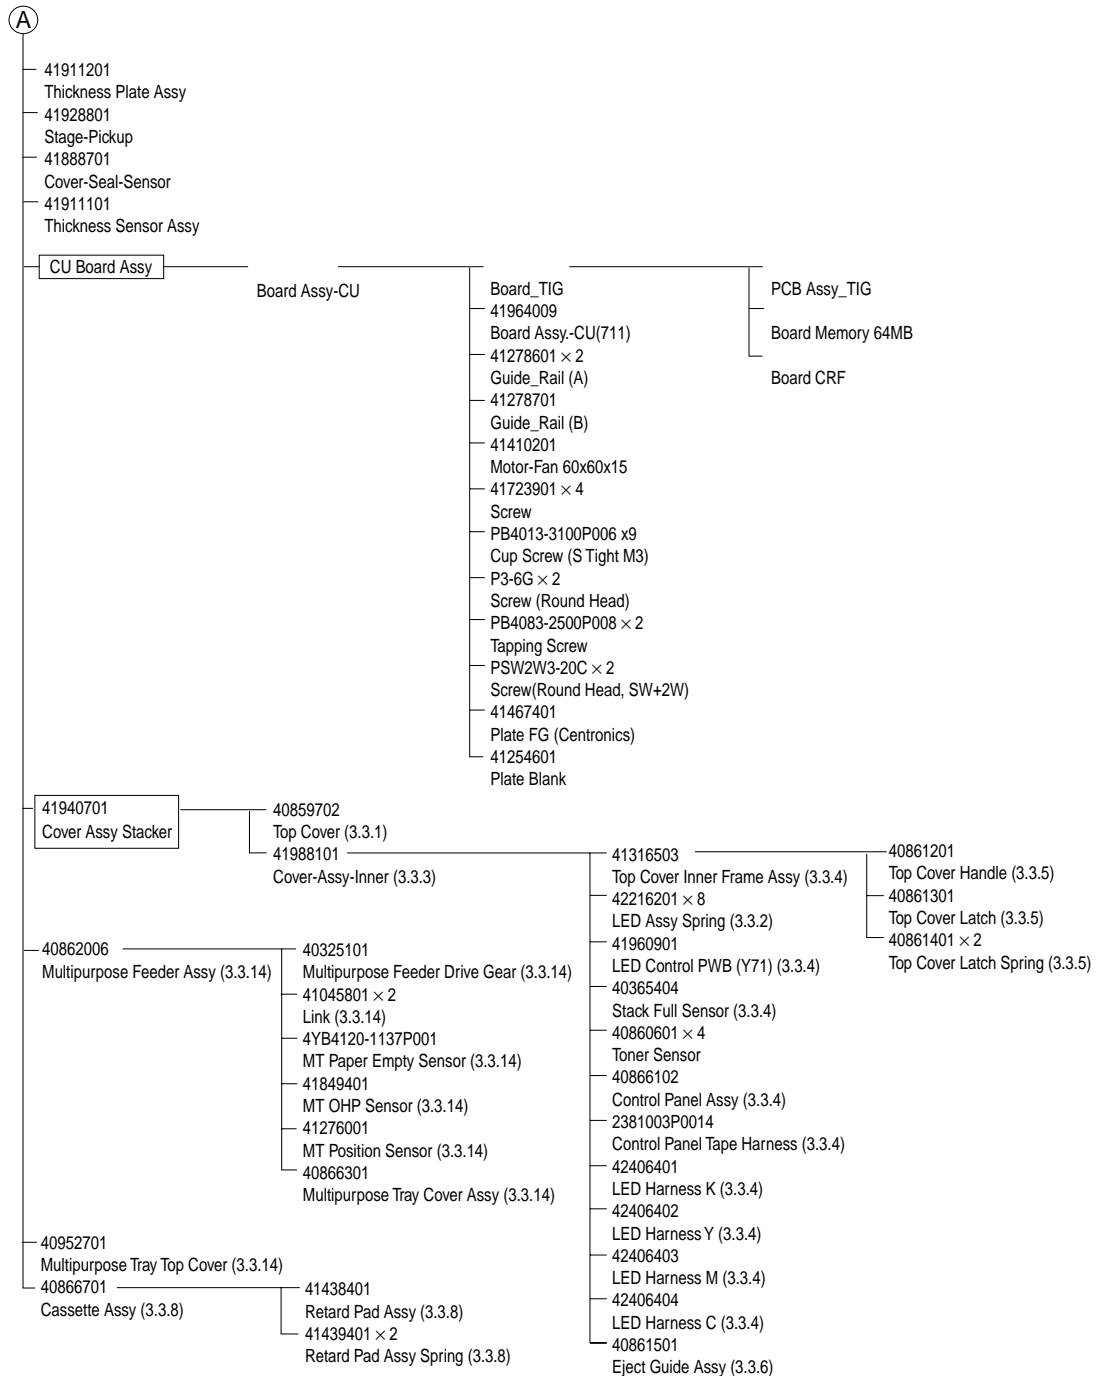 A
41911201
Thickness Plate Assy
41928801
Stage-Pickup
41888701
Cover-Seal-Sensor
41911101
Thickness Sensor Assy
CU Board Assy
Board Assy-CU
Board_TIG
41964009
Board Assy.-CU(711)
41278601 × 2
Guide_Rail (A)
41278701
Guide_Rail (B)
41410201
Motor-Fan 60x60x15
41723901 × 4
Screw
PB4013-3100P006 x9
Cup Screw (S Tight M3)
P3-6G × 2
Screw (Round Head)
PB4083-2500P008 × 2
Tapping Screw
PSW2W3-20C × 2
Screw(Round Head, SW+2W)
41467401
Plate FG (Centronics)
41254601
Plate Blank
PCB Assy_TIG
Board Memory 64MB
Board CRF
41940701
Cover Assy Stacker
40859702
Top Cover (3.3.1)
41988101
Cover-Assy-Inner (3.3.3)
41316503
Top Cover Inner Frame Assy (3.3.4)
42216201 × 8
LED Assy Spring (3.3.2)
41960901
LED Control PWB (Y71) (3.3.4)
40365404
Stack Full Sensor (3.3.4)
40860601 × 4
Toner Sensor
40866102
Control Panel Assy (3.3.4)
2381003P0014
Control Panel Tape Harness (3.3.4)
42406401
LED Harness K (3.3.4)
42406402
LED Harness Y (3.3.4)
42406403
LED Harness M (3.3.4)
42406404
LED Harness C (3.3.4)
40861501
Eject Guide Assy (3.3.6)
40861201
Top Cover Handle (3.3.5)
40861301
Top Cover Latch (3.3.5)
40861401 × 2
Top Cover Latch Spring (3.3.5)
40862006
Multipurpose Feeder Assy (3.3.14)
40325101
Multipurpose Feeder Drive Gear (3.3.14)
41045801 × 2
Link (3.3.14)
4YB4120-1137P001
MT Paper Empty Sensor (3.3.14)
41849401
MT OHP Sensor (3.3.14)
41276001
MT Position Sensor (3.3.14)
40866301
Multipurpose Tray Cover Assy (3.3.14)
40952701
Multipurpose Tray Top Cover (3.3.14)
40866701
Cassette Assy (3.3.8)
41438401
Retard Pad Assy (3.3.8)
41439401 × 2
Retard Pad Assy Spring (3.3.8)